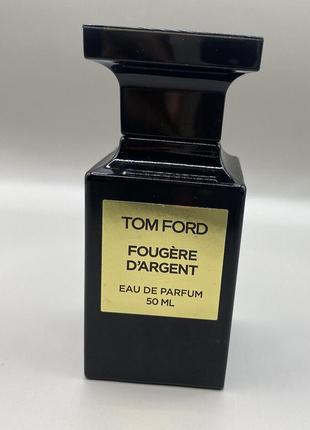 TOM FORD
FOUGÈRE
D'ARGENT
EAU DE PARFUM
50 ML